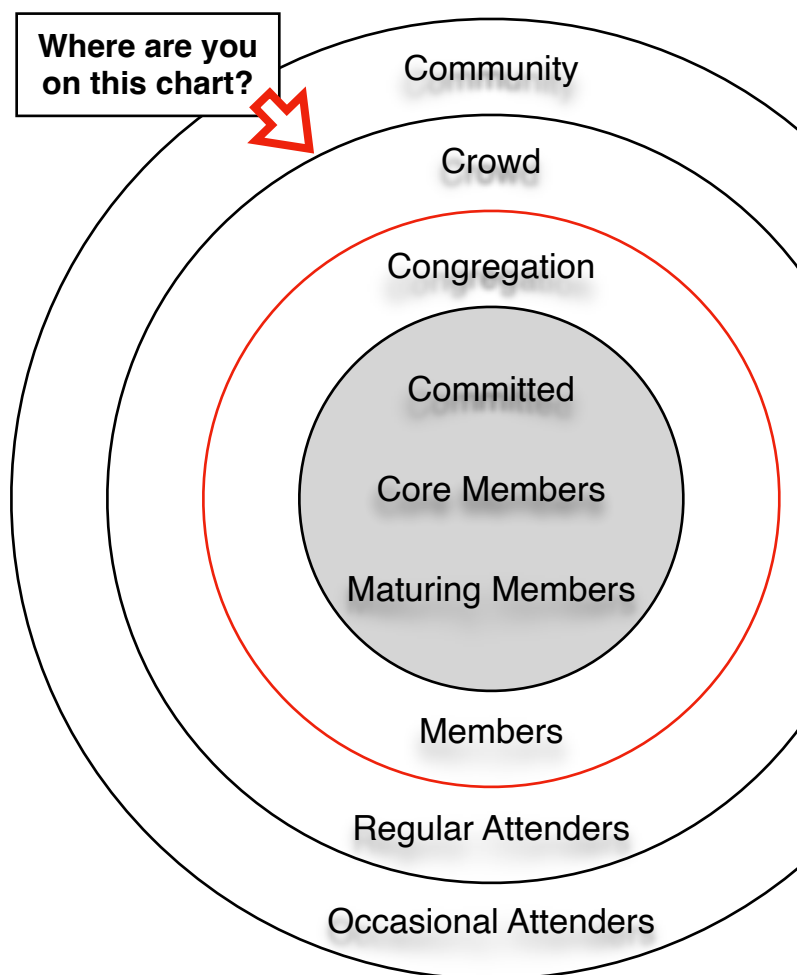 Where are you
on this chart?
Community
Crowd
Congregation
Committed
Core Members
Maturing Members
Members
Regular Attenders
Occasional Attenders